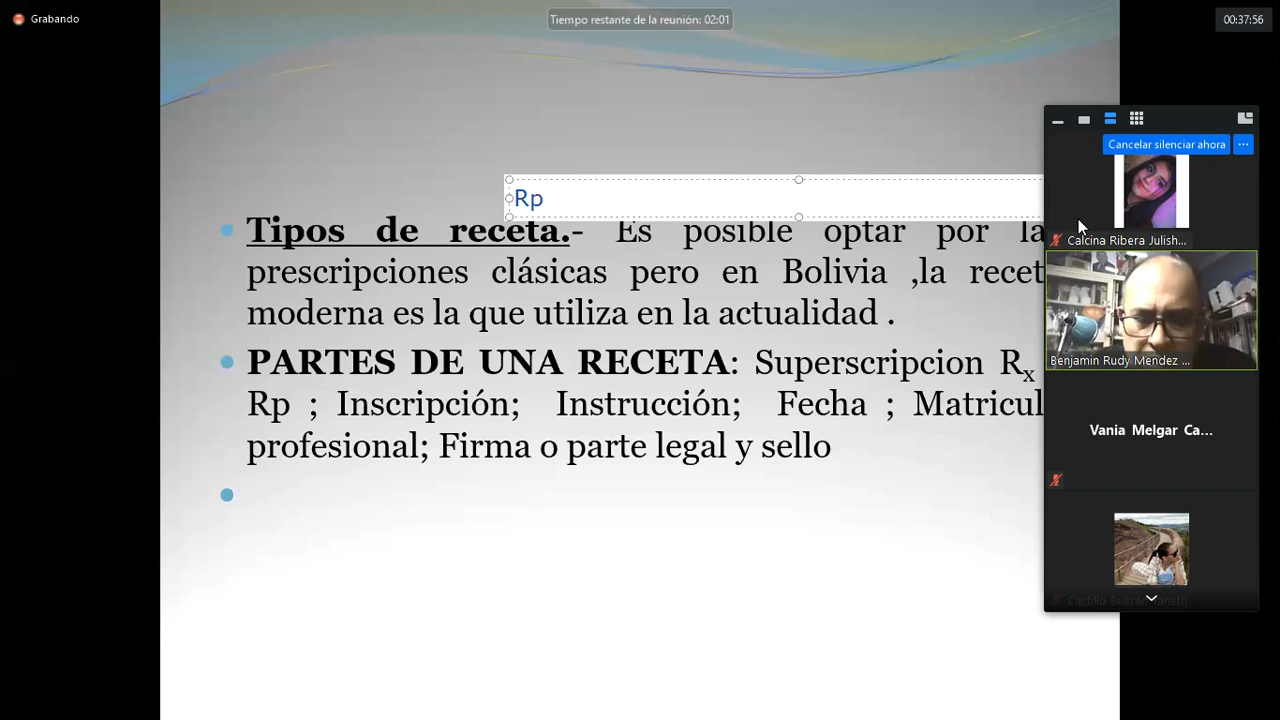 Grabando
Tiempo restante de la reunión: 02:01
00:37:56
Cancelar silenciar ahora
Rp
Tipos de receta.- Es posible optar por la
prescripciones clásicas pero en Bolivia ,la recet
moderna es la que utiliza en la actualidad .
PARTES DE UNA RECETA: Superscripcion Rx
Rp ; Inscripción; Instrucción; Fecha ; Matricul
profesional; Firma o parte legal y sello
Calcina Ribera Julish...
Benjamin Rudy Mendez ...
Vania Melgar Ca...
Castillo Beltran Yaneth